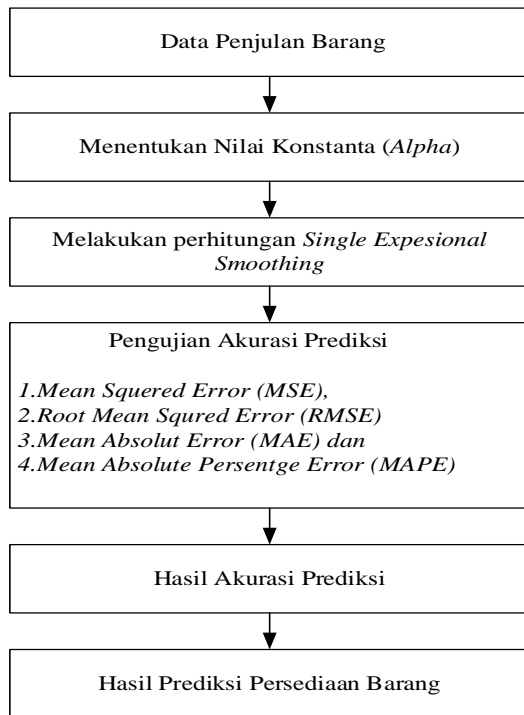 Data Penjulan Barang
Menentukan Nilai Konstanta (Alpha)
Melakukan perhitungan Single Expesional
Smoothing
Pengujian Akurasi Prediksi
1.Mean Squered Error (MSE),
2.Root Mean Squred Error (RMSE)
3.Mean Absolut Error (MAE) dan
4.Mean Absolute Persentge Error (MAPE)
Hasil Akurasi Prediksi
Hasil Prediksi Persediaan Barang